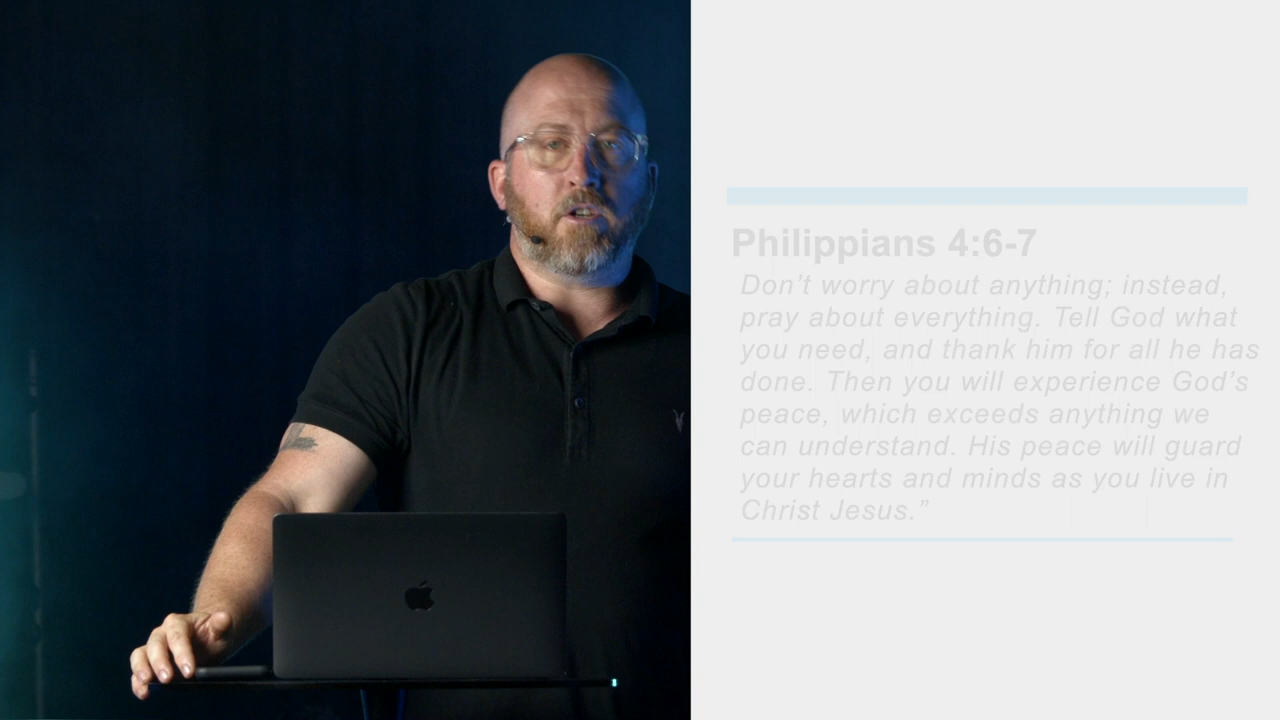 Philippians 4:6-7
Don’t worry about anything; instead,
pray about everything. Tell God what
you need, and thank him for all he has
done. Then you will experience God’s
peace, which exceeds anything we
can understand. His peace will guard
your hearts and minds as you live in
Christ Jesus.”